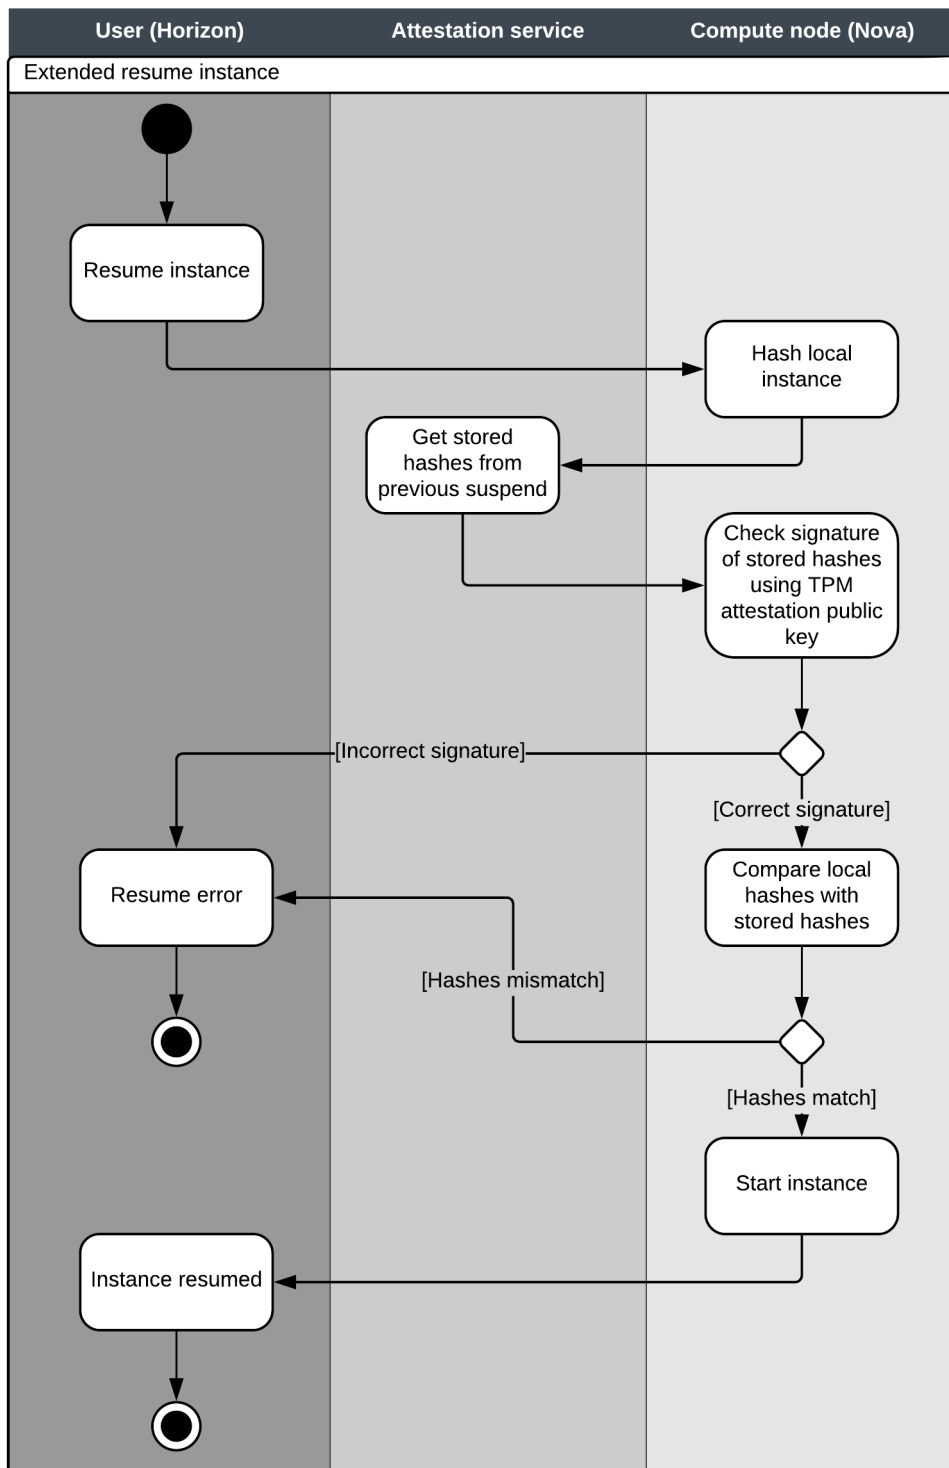 User (Horizon)
Attestation service
Compute node (Nova)
Extended resume instance
Resume instance
Hash local
instance
Get stored
hashes from
previous suspend
Check signature
of stored hashes
using TPM
attestation public
key
[Incorrect signature]
[Correct signature]
Resume error
Compare local
hashes with
stored hashes
[Hashes mismatch]
[Hashes match]
Start instance
Instance resumed